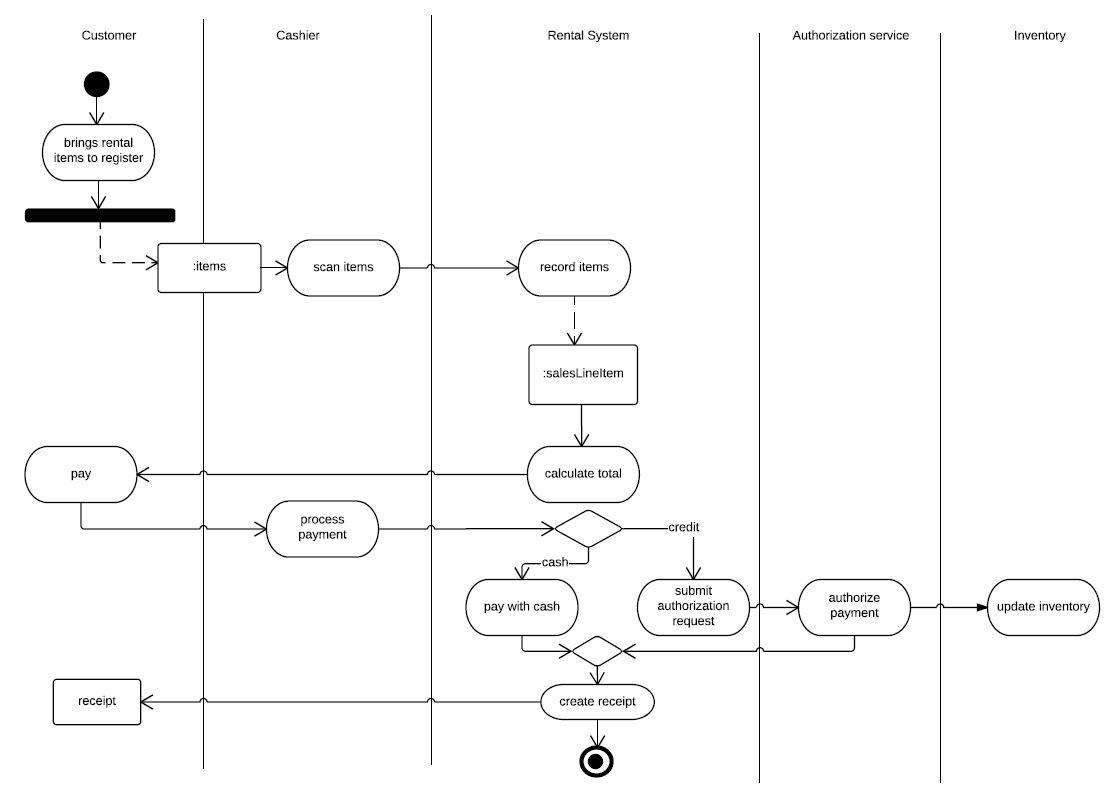 Customer
Cashier
Rental System
Authorization service
Inventory
brings rental
items to register
:items
scan items
record items
:salesLineItem
pay
calculate total
process
payment
credit
cash
pay with cash
submit
authorization
request
authorize
payment
update inventory
receipt
create receipt